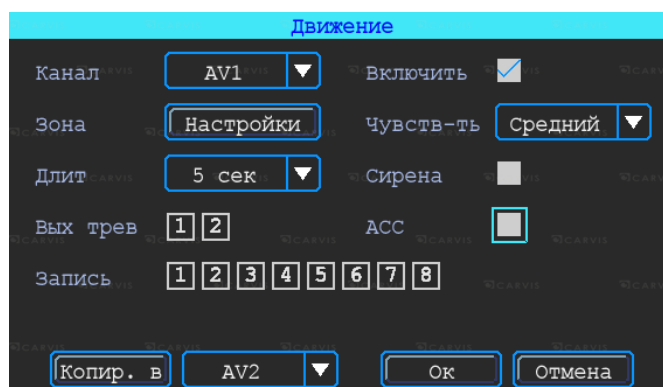 Движение
Канал AV1 Включить
Зона Настройки Чувств-ть Средний
Длит 5 сек Сирена
Вых трев 1 2 ACC
Запись 1 2 3 4 5 6 7 8
Копир. в AV2 Ок Отмена